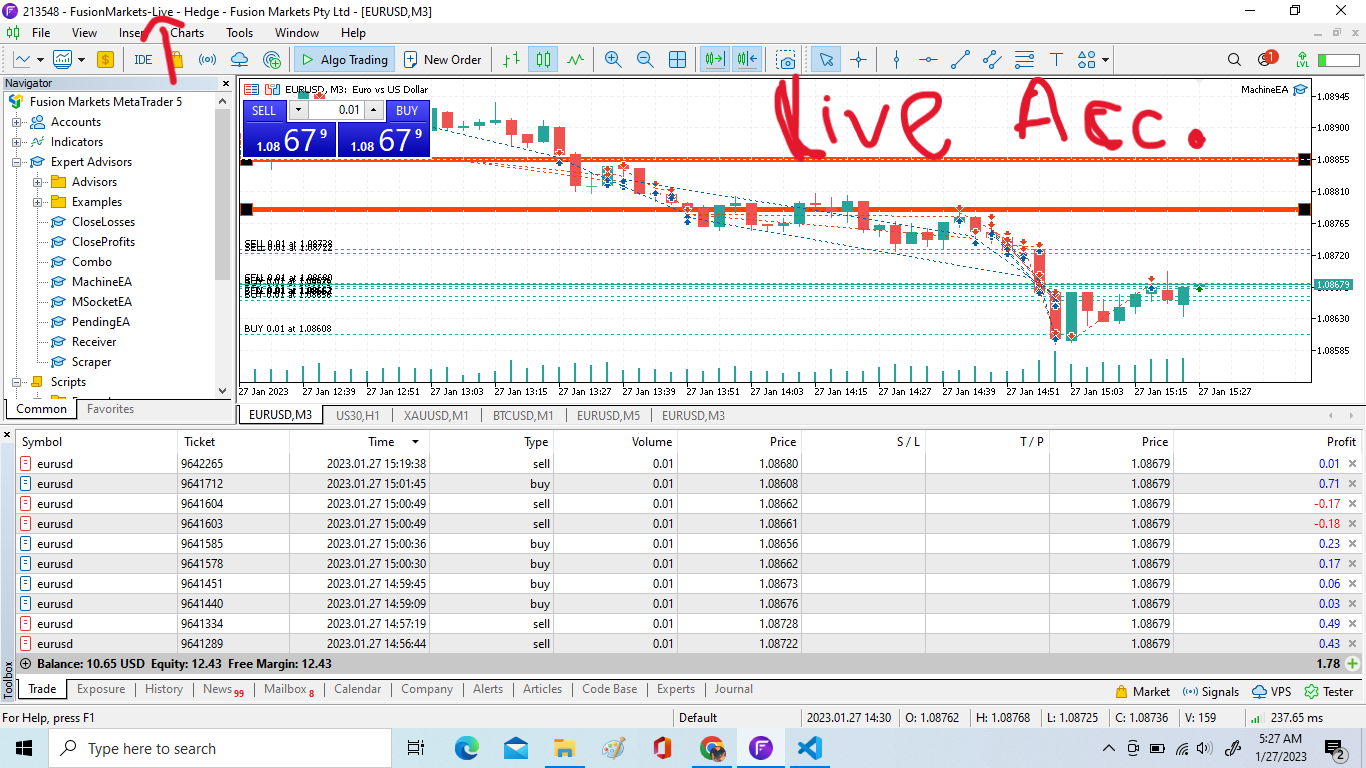 213548 - FusionMarkets-Live - Hedge - Fusion Markets Pty Ltd - [EURUSD,M3]
File View Insert Charts Tools Window Help
IDE Algo Trading New Order 1
Navigator
Fusion Markets MetaTrader 5
Accounts
Indicators
Expert Advisors
Advisors
Examples
CloseLosses
CloseProfits
Combo
MachineEA
MSocketEA
PendingEA
Receiver
Scraper
Scripts
Common Favorites
EURUSD, M3: Euro vs US Dollar
MachineEA
SELL 0.01 BUY
1.08 67 9 1.08 67 9
Live Acc.
1.08945
1.08900
1.08855
1.08810
1.08765
1.08720
1.08679
1.08630
1.08585
SELL 0.01 at 1.08728
BUY 0.01 at 1.08656
BUY 0.01 at 1.08608
27 Jan 2023 27 Jan 12:39 27 Jan 12:51 27 Jan 13:03 27 Jan 13:15 27 Jan 13:27 27 Jan 13:39 27 Jan 13:51 27 Jan 14:03 27 Jan 14:15 27 Jan 14:27 27 Jan 14:39 27 Jan 14:51 27 Jan 15:03 27 Jan 15:15 27 Jan 15:27
EURUSD,M3 US30,H1 XAUUSD,M1 BTCUSD,M1 EURUSD,M5 EURUSD,M3
Symbol Ticket Time Type Volume Price S / L T / P Price Profit
eurusd 9642265 2023.01.27 15:19:38 sell 0.01 1.08680 1.08679 0.01
eurusd 9641712 2023.01.27 15:01:45 buy 0.01 1.08608 1.08679 0.71
eurusd 9641604 2023.01.27 15:00:49 sell 0.01 1.08662 1.08679 -0.17
eurusd 9641603 2023.01.27 15:00:49 sell 0.01 1.08661 1.08679 -0.18
eurusd 9641585 2023.01.27 15:00:36 buy 0.01 1.08656 1.08679 0.23
eurusd 9641578 2023.01.27 15:00:30 buy 0.01 1.08662 1.08679 0.17
eurusd 9641451 2023.01.27 14:59:45 buy 0.01 1.08673 1.08679 0.06
eurusd 9641440 2023.01.27 14:59:09 buy 0.01 1.08676 1.08679 0.03
eurusd 9641334 2023.01.27 14:57:19 sell 0.01 1.08728 1.08679 0.49
eurusd 9641289 2023.01.27 14:56:44 sell 0.01 1.08722 1.08679 0.43
Balance: 10.65 USD Equity: 12.43 Free Margin: 12.43 1.78
Toolbox
Trade Exposure History News 99 Mailbox 8 Calendar Company Alerts Articles Code Base Experts Journal Market Signals VPS Tester
For Help, press F1 Default 2023.01.27 14:30 O: 1.08762 H: 1.08768 L: 1.08725 C: 1.08736 V: 159 237.65 ms
Type here to search
5:27 AM
1/27/2023
2